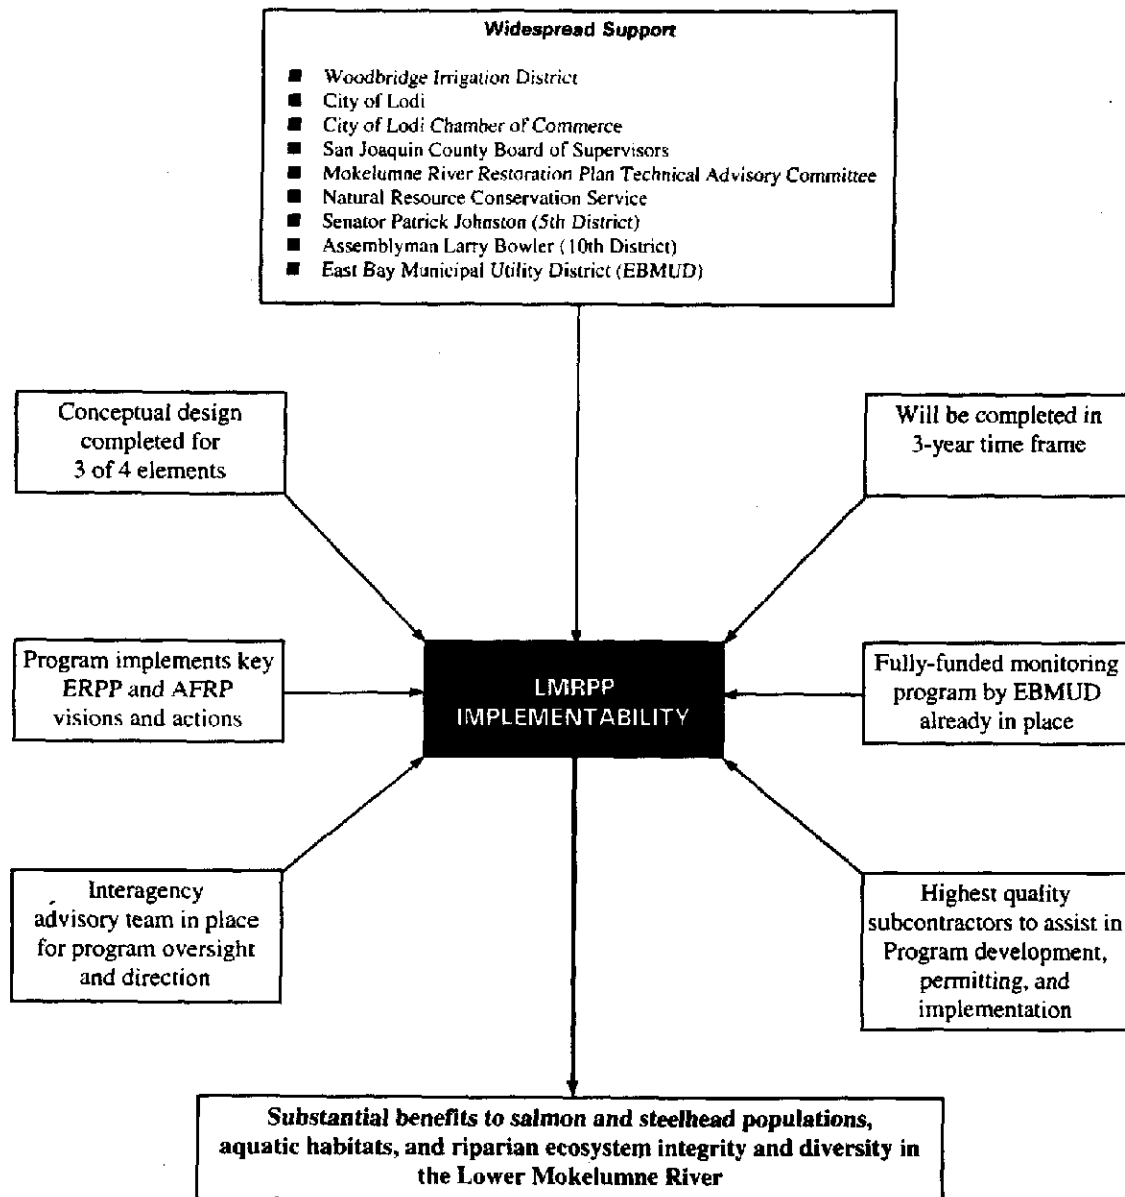 Widespread Support
■ Woodbridge Irrigation District
■ City of Lodi
■ City of Lodi Chamber of Commerce
■ San Joaquin County Board of Supervisors
■ Mokelumne River Restoration Plan Technical Advisory Committee
■ Natural Resource Conservation Service
■ Senator Patrick Johnston (5th District)
■ Assemblyman Larry Bowler (10th District)
■ East Bay Municipal Utility District (EBMUD)
Conceptual design
completed for
3 of 4 elements
Will be completed in
3-year time frame
Program implements key
ERPP and AFRP
visions and actions
LMRPP
IMPLEMENTABILITY
Fully-funded monitoring
program by EBMUD
already in place
Interagency
advisory team in place
for program oversight
and direction
Highest quality
subcontractors to assist in
Program development,
permitting, and
implementation
Substantial benefits to salmon and steelhead populations,
aquatic habitats, and riparian ecosystem integrity and diversity in
the Lower Mokelumne River